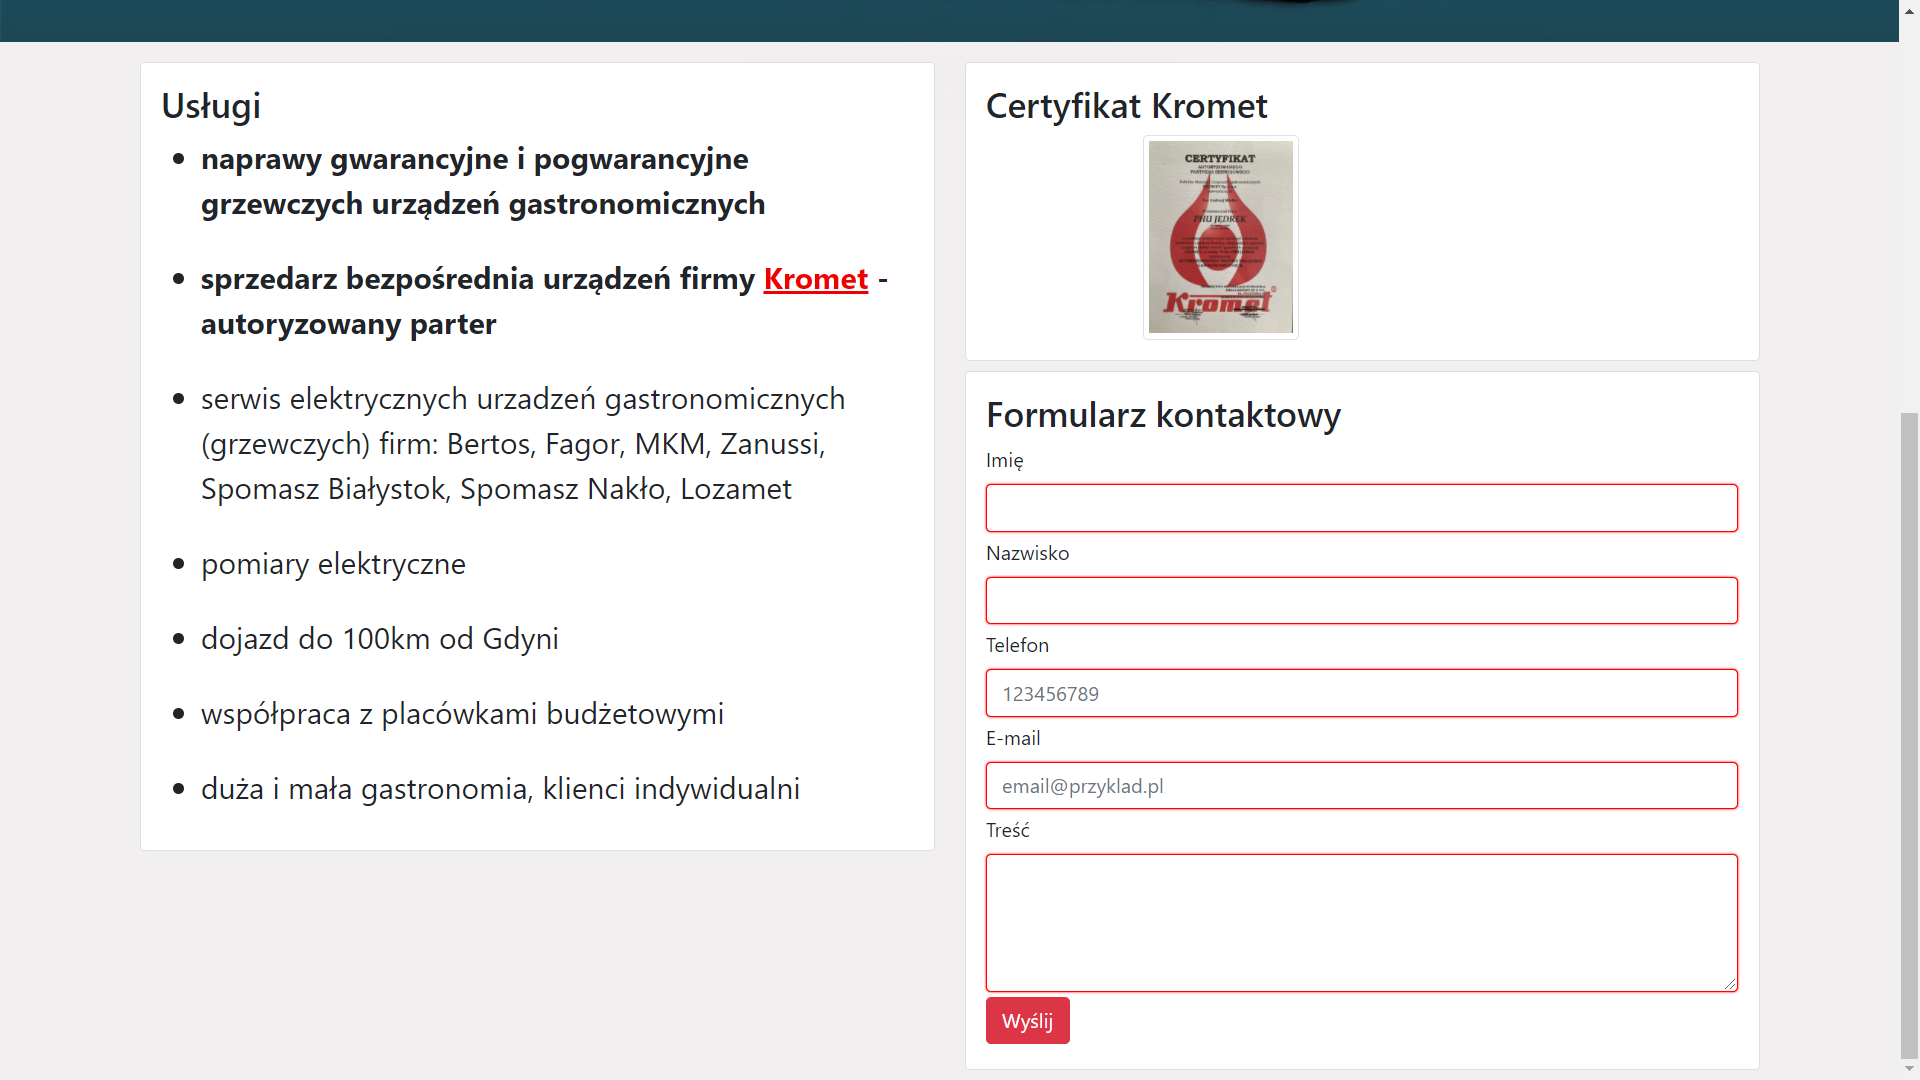 Usługi
naprawy gwarancyjne i pogwarancyjne
grzewczych urządzeń gastronomicznych
sprzedarz bezpośrednia urządzeń firmy Kromet -
autoryzowany parter
serwis elektrycznych urzadzeń gastronomicznych
(grzewczych) firm: Bertos, Fagor, MKM, Zanussi,
Spomasz Białystok, Spomasz Nakło, Lozamet
pomiary elektryczne
dojazd do 100km od Gdyni
współpraca z placówkami budżetowymi
duża i mała gastronomia, klienci indywidualni
Certyfikat Kromet
CERTYFIKAT
PHU JĘDREK
Kromet
Formularz kontaktowy
Imię
Nazwisko
Telefon
123456789
E-mail
email@przyklad.pl
Treść
Wyślij